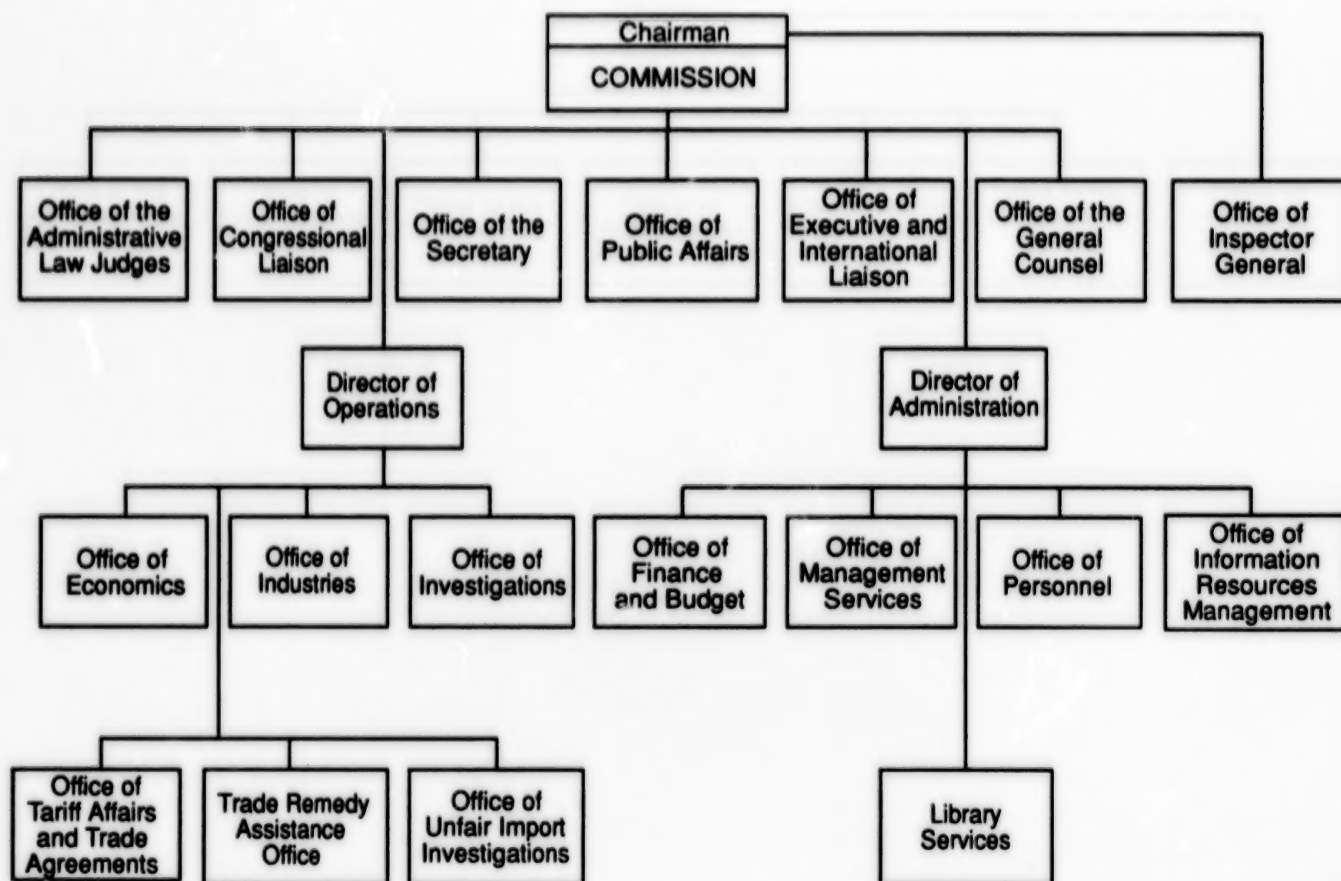 Chairman
COMMISSION
Office of the
Administrative
Law Judges
Office of
Congressional
Liaison
Office of the
Secretary
Office of
Public Affairs
Office of
Executive and
International
Liaison
Office of the
General
Counsel
Office of
Inspector
General
Director of
Operations
Director of
Administration
Office of
Economics
Office of
Industries
Office of
Investigations
Office of
Finance
and Budget
Office of
Management
Services
Office of
Personnel
Office of
Information
Resources
Management
Office of
Tariff Affairs
and Trade
Agreements
Trade Remedy
Assistance
Office
Office of
Unfair Import
Investigations
Library
Services